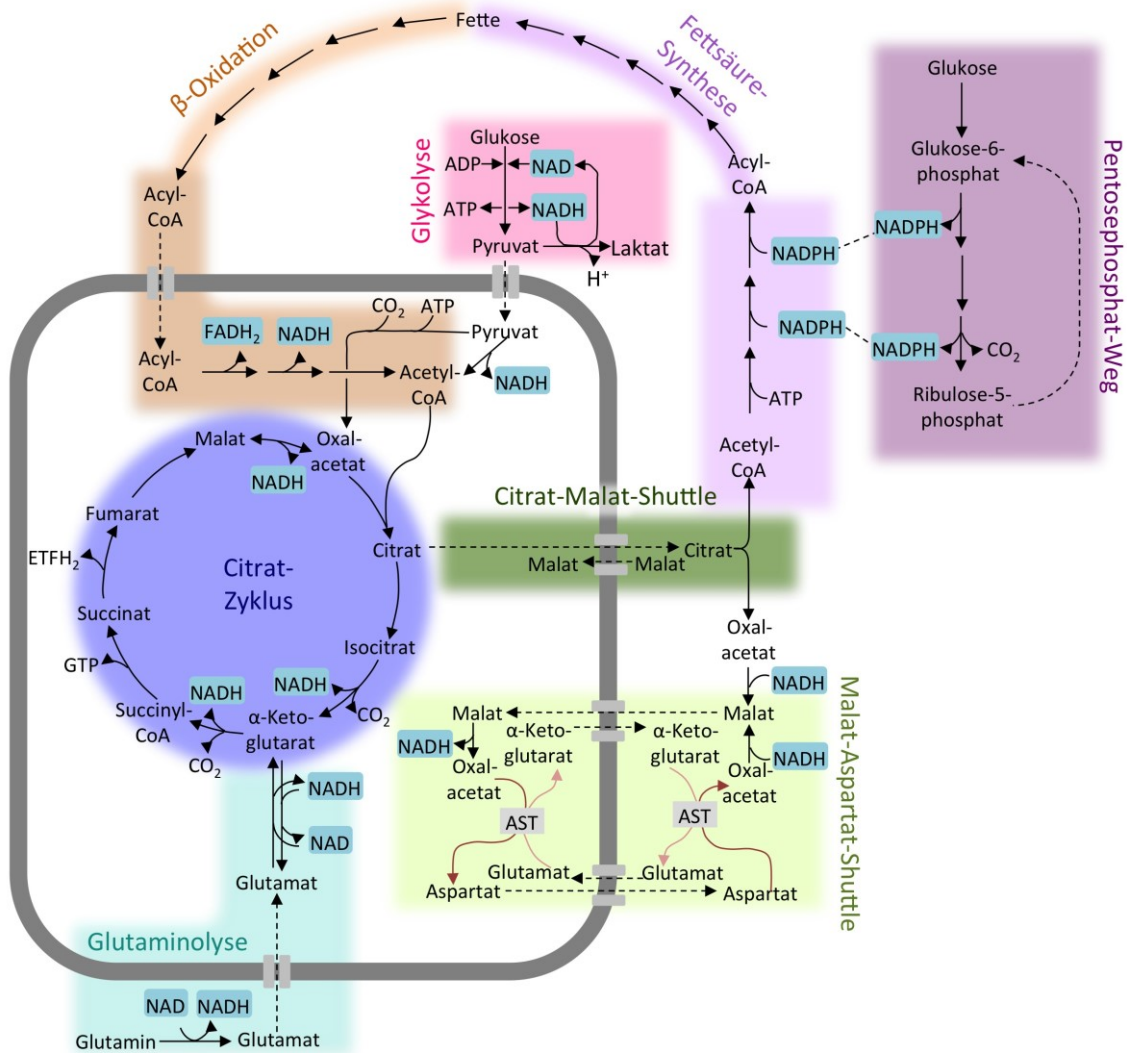 Fette
β-Oxidation
Fettsäure-
Synthese
Acyl-
CoA
Glykolyse
Glukose
ADP
NAD
ATP
NADH
Pyruvat
Laktat
H+
Acyl-
CoA
NADPH
NADPH
ATP
Acetyl-
CoA
Pentosephosphat-Weg
Glukose
Glukose-6-
phosphat
NADPH
NADPH
CO2
Ribulose-5-
phosphat
Acyl-
CoA
FADH2
NADH
CO2
ATP
Pyruvat
NADH
Acetyl-
CoA
Citrat-
Zyklus
Malat
NADH
Oxal-
acetat
Citrat
Isocitrat
NADH
CO2
α-Keto-
glutarat
NADH
CO2
Succinyl-
CoA
GTP
Succinat
ETFH2
Fumarat
Citrat-Malat-Shuttle
Citrat
Malat
Malat
Oxal-
acetat
NADH
Malat-Aspartat-Shuttle
Malat
Malat
NADH
α-Keto-
glutarat
α-Keto-
glutarat
NADH
Oxal-
acetat
Oxal-
acetat
AST
AST
Glutamat
Glutamat
Aspartat
Aspartat
NADH
NAD
Glutamat
Glutaminolyse
NAD
NADH
Glutamin
Glutamat